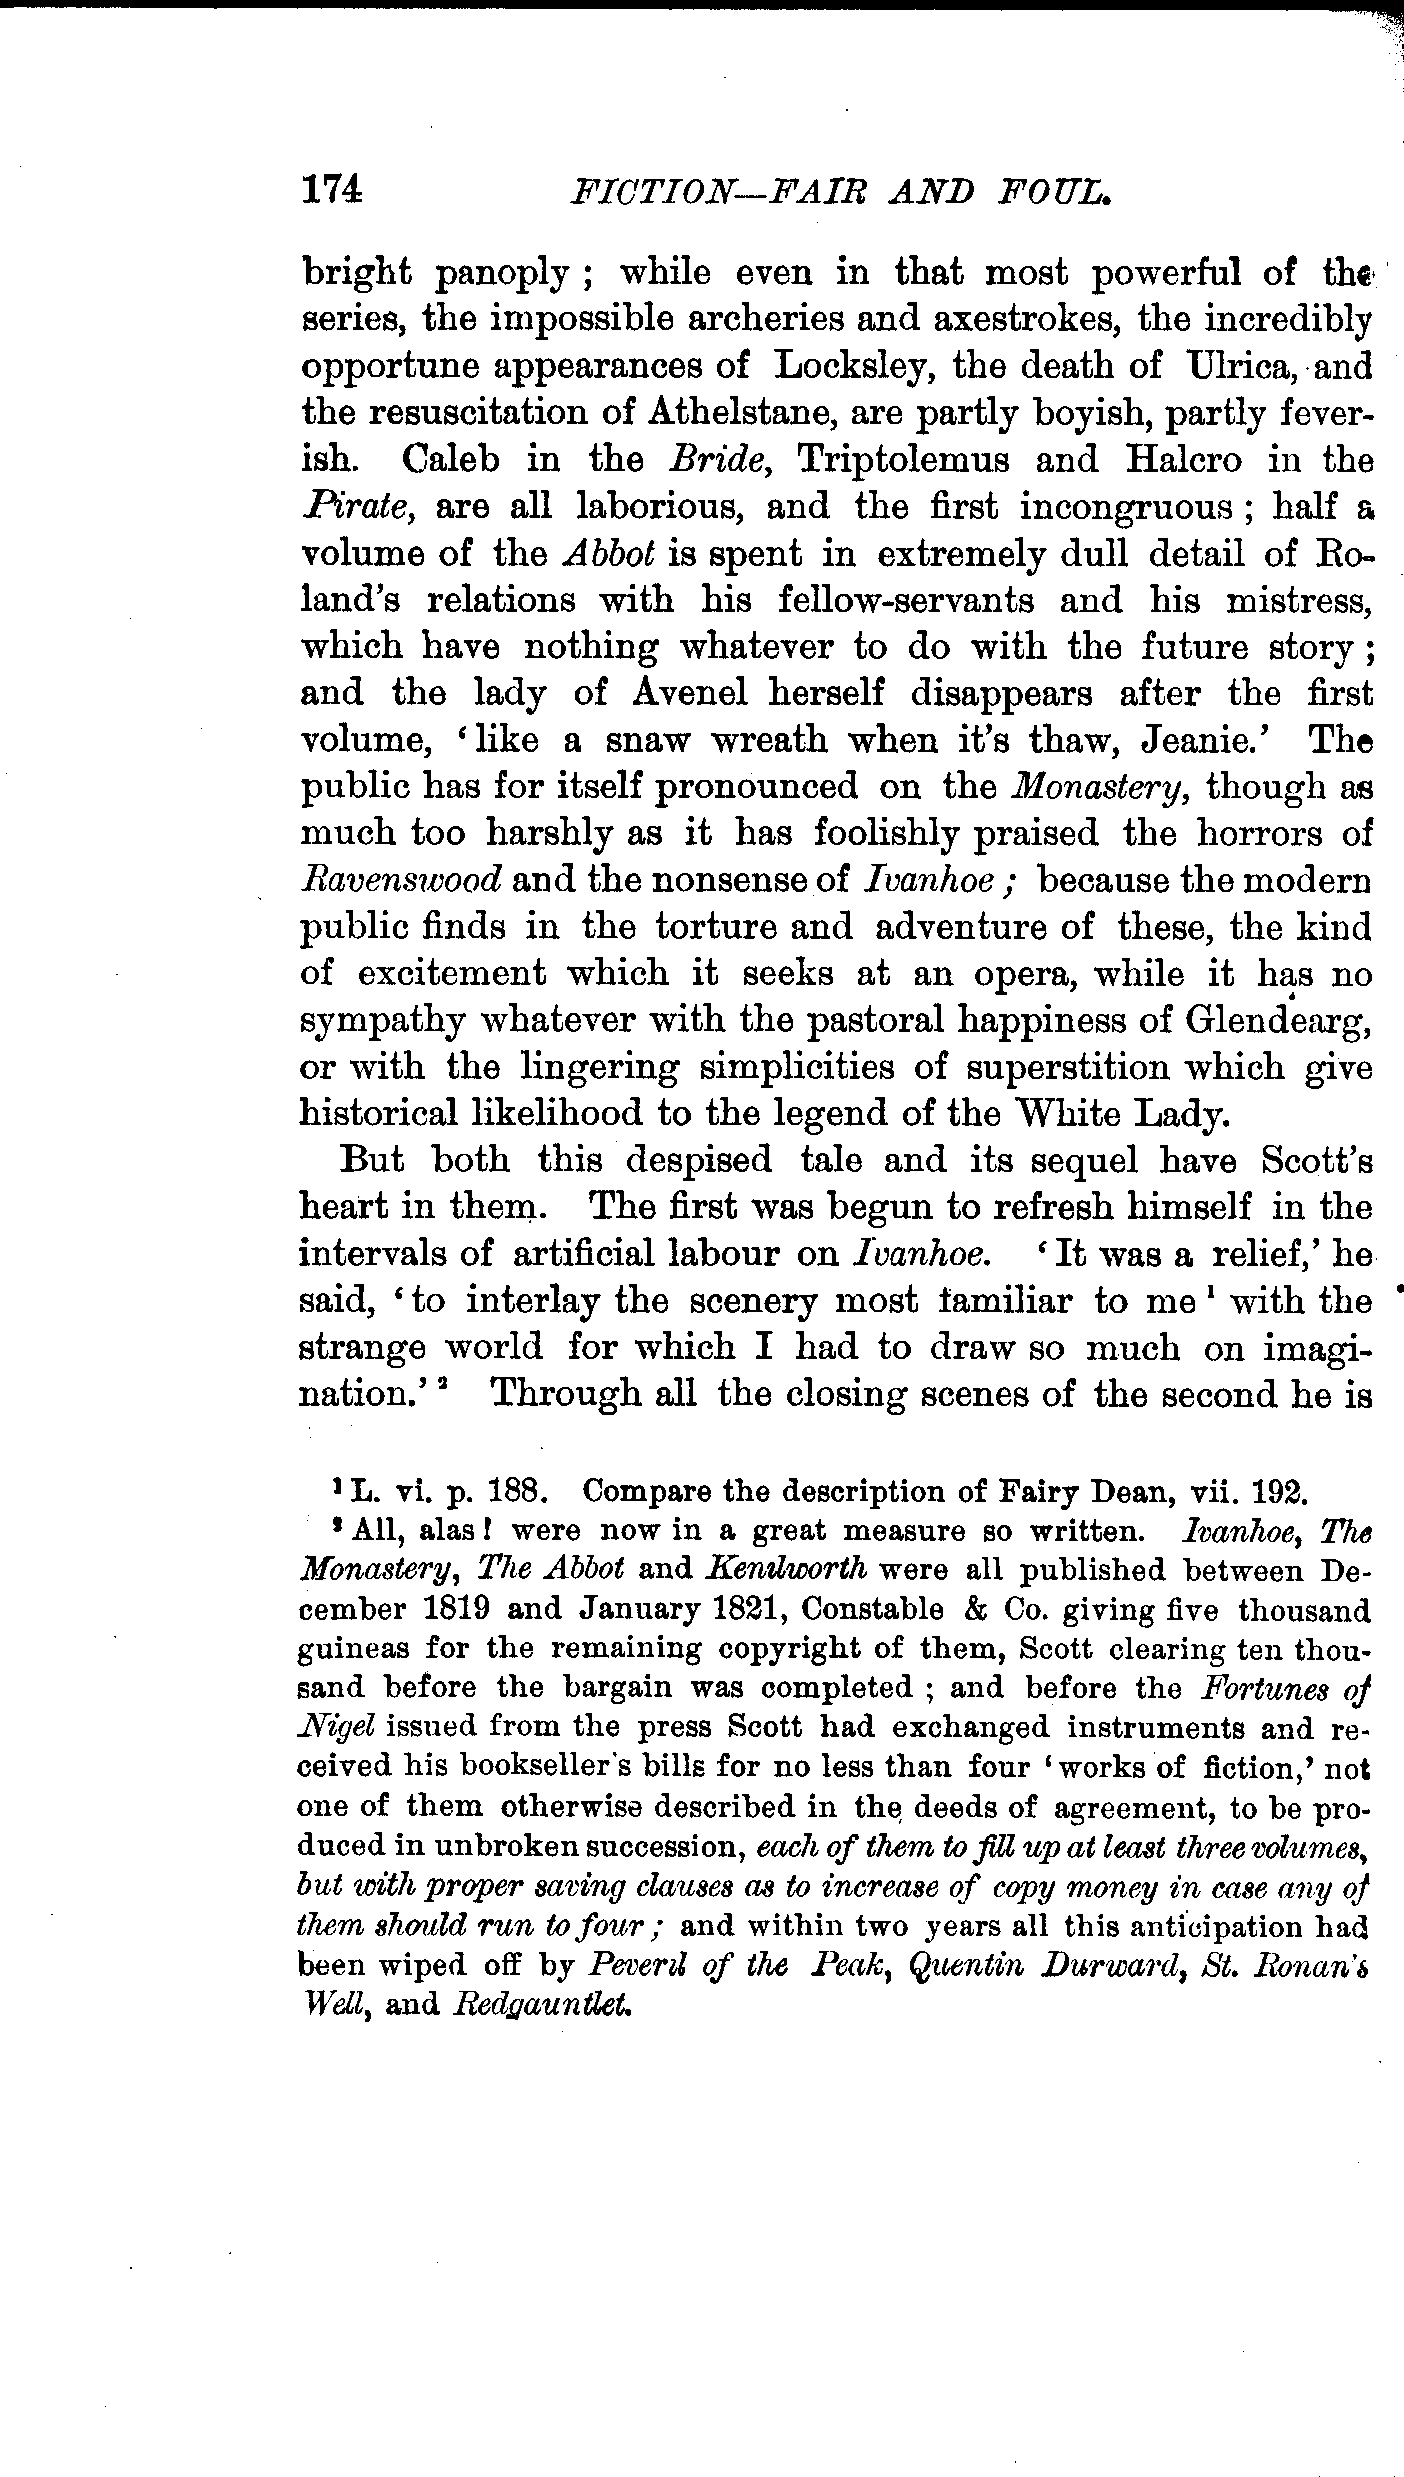 174 FICTION—FAIR AND FOUL.
bright panoply ; while even in that most powerful of the
series, the impossible archeries and axestrokes, the incredibly
opportune appearances of Locksley, the death of Ulrica, and
the resuscitation of Athelstane, are partly boyish, partly fever-
ish. Caleb in the Bride, Triptolemus and Halcro in the
Pirate, are all laborious, and the first incongruous ; half a
volume of the Abbot is spent in extremely dull detail of Ro-
land's relations with his fellow-servants and his mistress,
which have nothing whatever to do with the future story ;
and the lady of Avenel herself disappears after the first
volume, ‘like a snaw wreath when it's thaw, Jeanie.’ The
public has for itself pronounced on the Monastery, though as
much too harshly as it has foolishly praised the horrors of
Ravenswood and the nonsense of Ivanhoe ; because the modern
public finds in the torture and adventure of these, the kind
of excitement which it seeks at an opera, while it has no
sympathy whatever with the pastoral happiness of Glendearg,
or with the lingering simplicities of superstition which give
historical likelihood to the legend of the White Lady.
But both this despised tale and its sequel have Scott's
heart in them. The first was begun to refresh himself in the
intervals of artificial labour on Ivanhoe. ‘It was a relief,’ he
said, ‘to interlay the scenery most familiar to me ¹ with the
strange world for which I had to draw so much on imagi-
nation.’ ² Through all the closing scenes of the second he is
¹ L. vi. p. 188. Compare the description of Fairy Dean, vii. 192.
² All, alas ! were now in a great measure so written. Ivanhoe, The
Monastery, The Abbot and Kenilworth were all published between De-
cember 1819 and January 1821, Constable & Co. giving five thousand
guineas for the remaining copyright of them, Scott clearing ten thou-
sand before the bargain was completed ; and before the Fortunes of
Nigel issued from the press Scott had exchanged instruments and re-
ceived his bookseller's bills for no less than four ‘works of fiction,’ not
one of them otherwise described in the deeds of agreement, to be pro-
duced in unbroken succession, each of them to fill up at least three volumes,
but with proper saving clauses as to increase of copy money in case any of
them should run to four ; and within two years all this anticipation had
been wiped off by Peveril of the Peak, Quentin Durward, St. Ronan's
Well, and Redgauntlet.